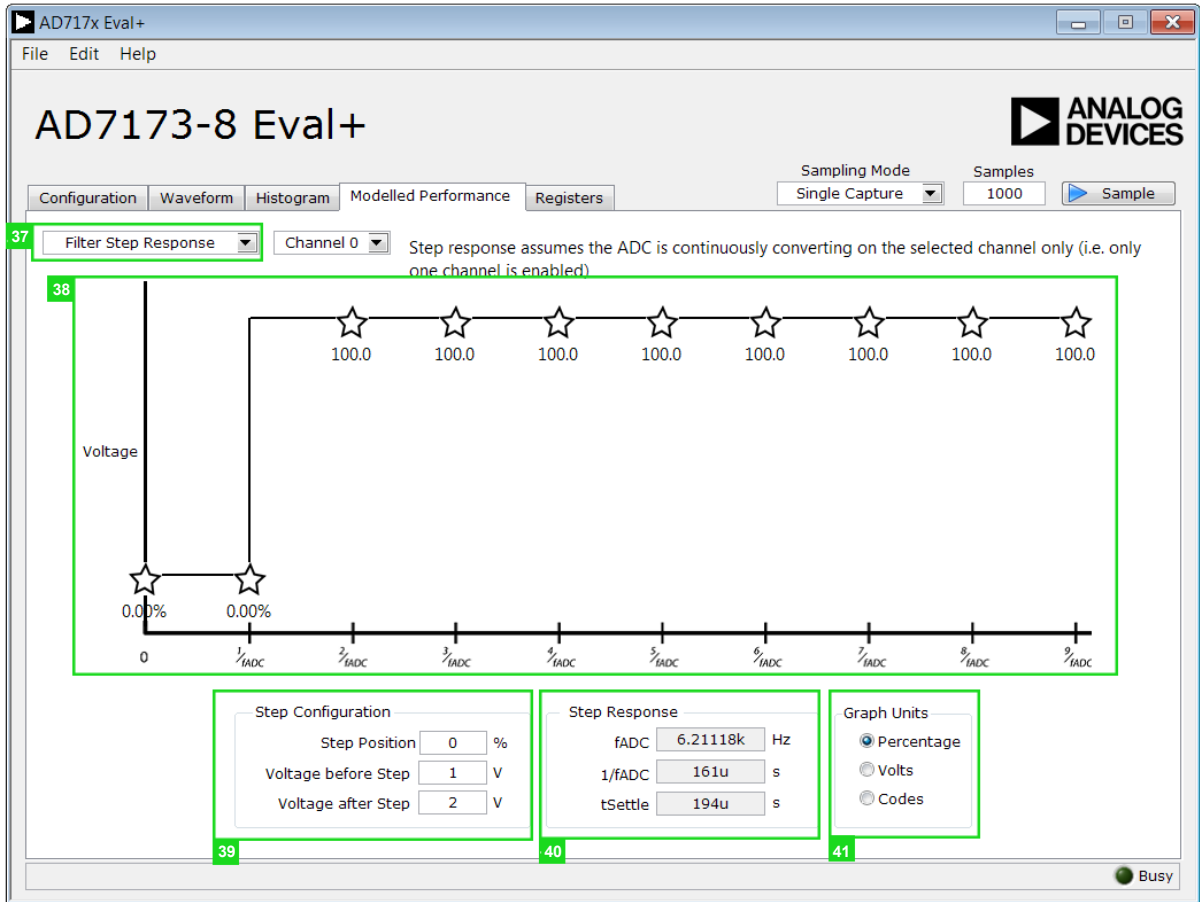 AD717x Eval+
File Edit Help
AD7173-8 Eval+
ANALOG
DEVICES
Sampling Mode
Samples
Configuration
Waveform
Histogram
Modelled Performance
Registers
Single Capture
1000
Sample
37
Filter Step Response
Channel 0
Step response assumes the ADC is continuously converting on the selected channel only (i.e. only
one channel is enabled)
38
100.0 100.0 100.0 100.0 100.0 100.0 100.0 100.0
Voltage
0.00% 0.00%
0 1/fADC 2/fADC 3/fADC 4/fADC 5/fADC 6/fADC 7/fADC 8/fADC 9/fADC
Step Configuration
Step Position 0 %
Voltage before Step 1 V
Voltage after Step 2 V
39
Step Response
fADC 6.21118k Hz
1/fADC 161u s
tSettle 194u s
40
Graph Units
Percentage
Volts
Codes
41
Busy